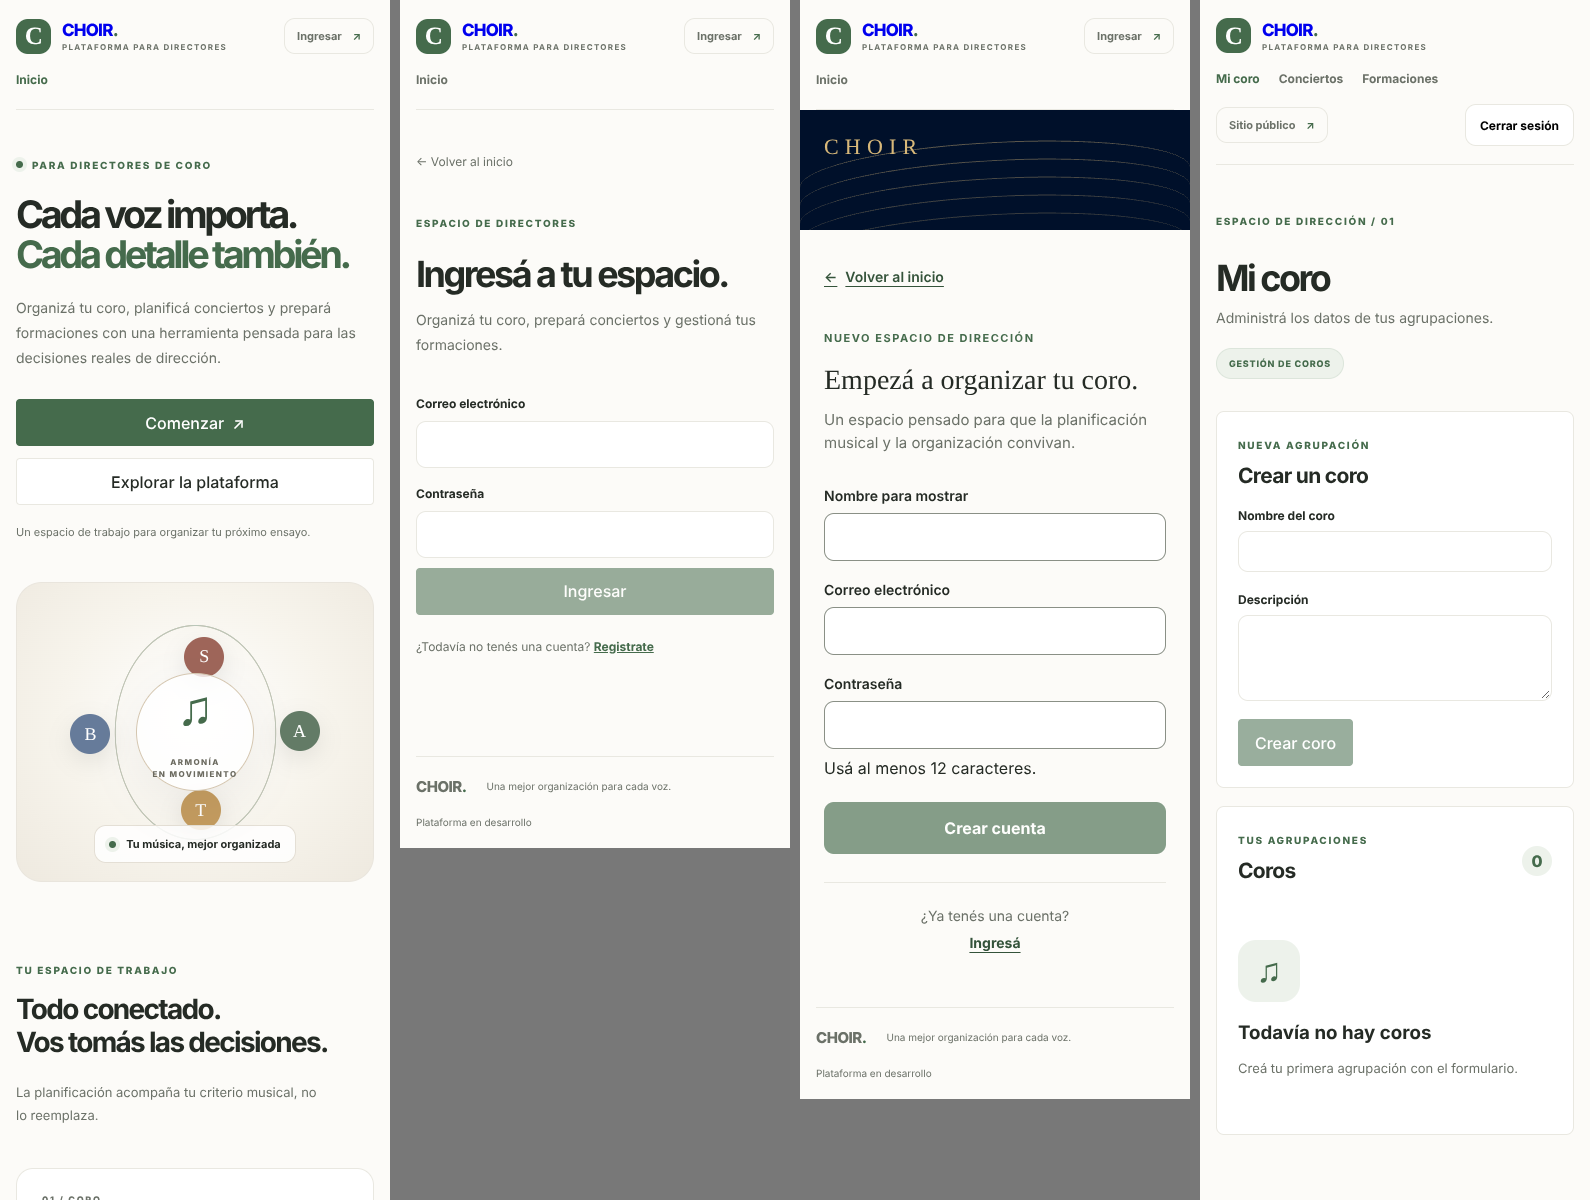 C
CHOIR.
PLATAFORMA PARA DIRECTORES
Ingresar ↗
Inicio
PARA DIRECTORES DE CORO
Cada voz importa.
Cada detalle también.
Organizá tu coro, planificá conciertos y prepará
formaciones con una herramienta pensada para las
decisiones reales de dirección.
Comenzar ↗
Explorar la plataforma
Un espacio de trabajo para organizar tu próximo ensayo.
S
B
A
ARMONÍA
EN MOVIMIENTO
T
Tu música, mejor organizada
TU ESPACIO DE TRABAJO
Todo conectado.
Vos tomás las decisiones.
La planificación acompaña tu criterio musical, no
lo reemplaza.
01 / CORO
C
CHOIR.
PLATAFORMA PARA DIRECTORES
Ingresar ↗
Inicio
← Volver al inicio
ESPACIO DE DIRECTORES
Ingresá a tu espacio.
Organizá tu coro, prepará conciertos y gestioná tus
formaciones.
Correo electrónico
Contraseña
Ingresar
¿Todavía no tenés una cuenta? Registrate
CHOIR. Una mejor organización para cada voz.
Plataforma en desarrollo
C
CHOIR.
PLATAFORMA PARA DIRECTORES
Ingresar ↗
Inicio
CHOIR
← Volver al inicio
NUEVO ESPACIO DE DIRECCIÓN
Empezá a organizar tu coro.
Un espacio pensado para que la planificación
musical y la organización convivan.
Nombre para mostrar
Correo electrónico
Contraseña
Usá al menos 12 caracteres.
Crear cuenta
¿Ya tenés una cuenta?
Ingresá
CHOIR. Una mejor organización para cada voz.
Plataforma en desarrollo
C
CHOIR.
PLATAFORMA PARA DIRECTORES
Mi coro Conciertos Formaciones
Sitio público ↗ Cerrar sesión
ESPACIO DE DIRECCIÓN / 01
Mi coro
Administrá los datos de tus agrupaciones.
GESTIÓN DE COROS
NUEVA AGRUPACIÓN
Crear un coro
Nombre del coro
Descripción
Crear coro
TUS AGRUPACIONES
Coros
0
Todavía no hay coros
Creá tu primera agrupación con el formulario.